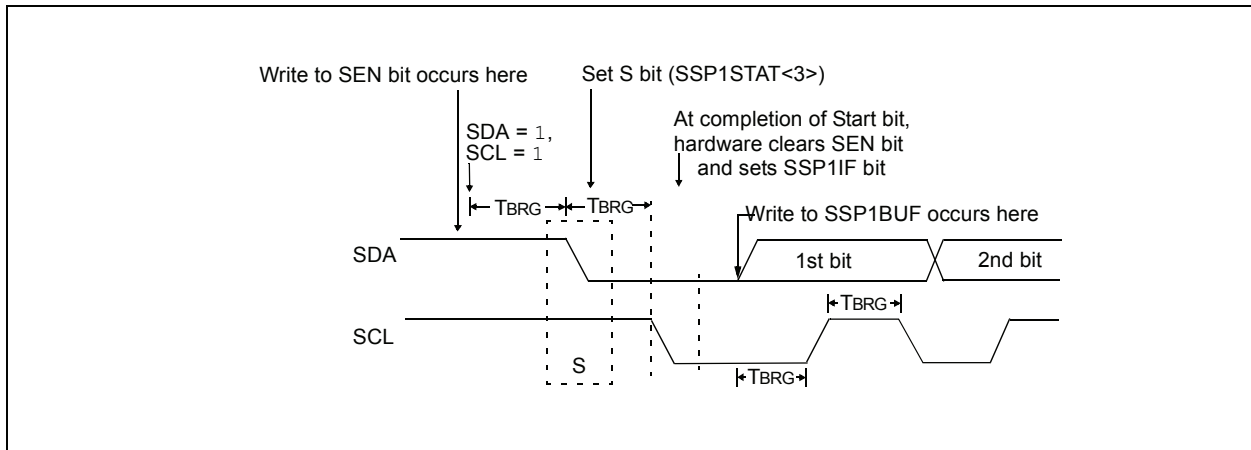 Write to SEN bit occurs here
Set S bit (SSP1STAT<3>)
At completion of Start bit,
hardware clears SEN bit
and sets SSP1IF bit
SDA = 1,
SCL = 1
TBRG
TBRG
Write to SSP1BUF occurs here
SDA
1st bit
2nd bit
TBRG
SCL
S
TBRG